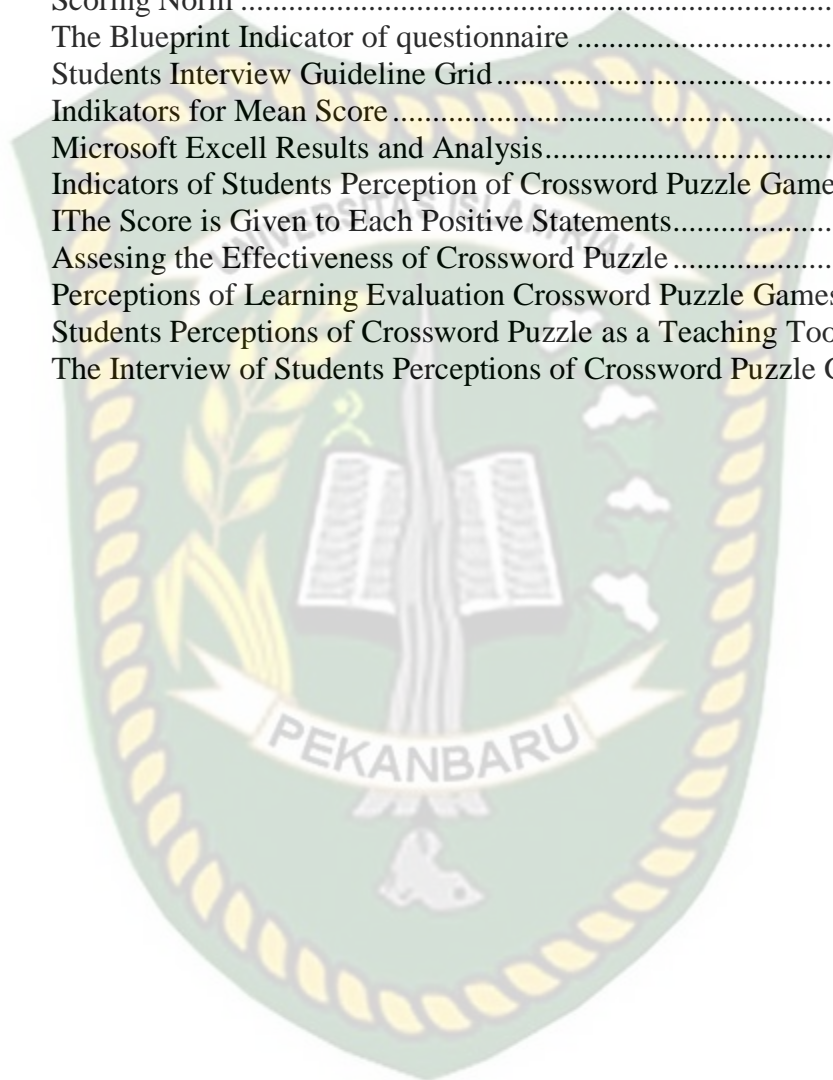 Scoring Norm ........................................................................
The Blueprint Indicator of questionnaire ...........................
Students Interview Guideline Grid .......................................
Indikators for Mean Score ...................................................
Microsoft Excell Results and Analysis..................................
Indicators of Students Perception of Crossword Puzzle Game
IThe Score is Given to Each Positive Statements....................
Assesing the Effectiveness of Crossword Puzzle ....................
Perceptions of Learning Evaluation Crossword Puzzle Games
Students Perceptions of Crossword Puzzle as a Teaching Too
The Interview of Students Perceptions of Crossword Puzzle
UNIVERSITAS ISLAM RIAU
PEKANBARU